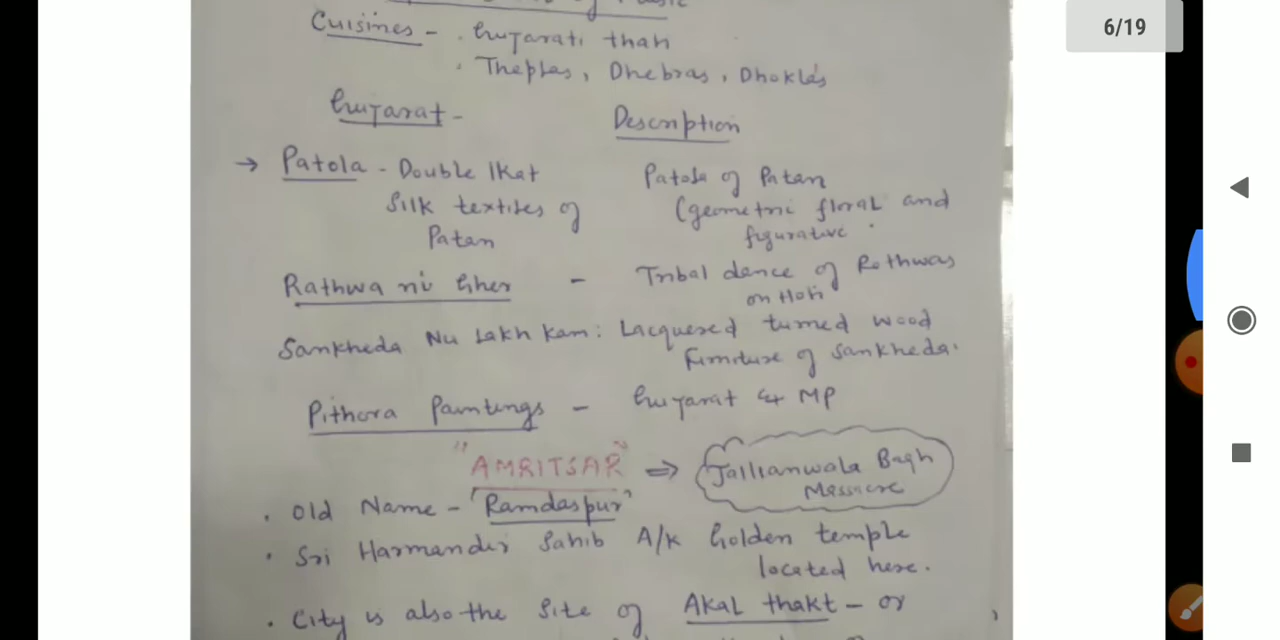 6/19
Cuisines - . Gujarati than
. Theplas, Dhebras, Dhoklas
Gujarat - Description
→ Patola - Double Ikat Patola of Patan
Silk textiles of (geometric floral and
Patan figurative .
Rathwa ni Gher - Tribal dance of Rathwas
on Holi
Sankheda Nu Lakh Kam: Lacquered turned wood
furniture of Sankheda.
Pithora Paintings - Gujarat & MP
"AMRITSAR" ⇒ Jallianwala Bagh
Massacre
. Old Name - "Ramdaspur"
. Sri Harmandir Sahib A/K Golden temple
located here.
. City is also the Site of Akal thakt - or